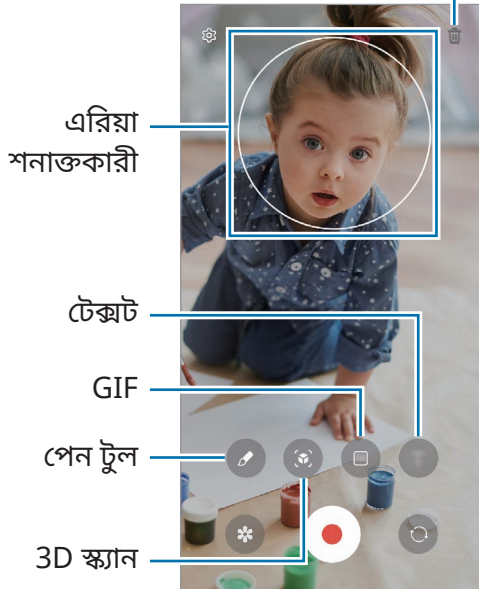 এরিয়া
শনাক্তকারী
টেক্সট
GIF
পেন টুল
3D স্ক্যান